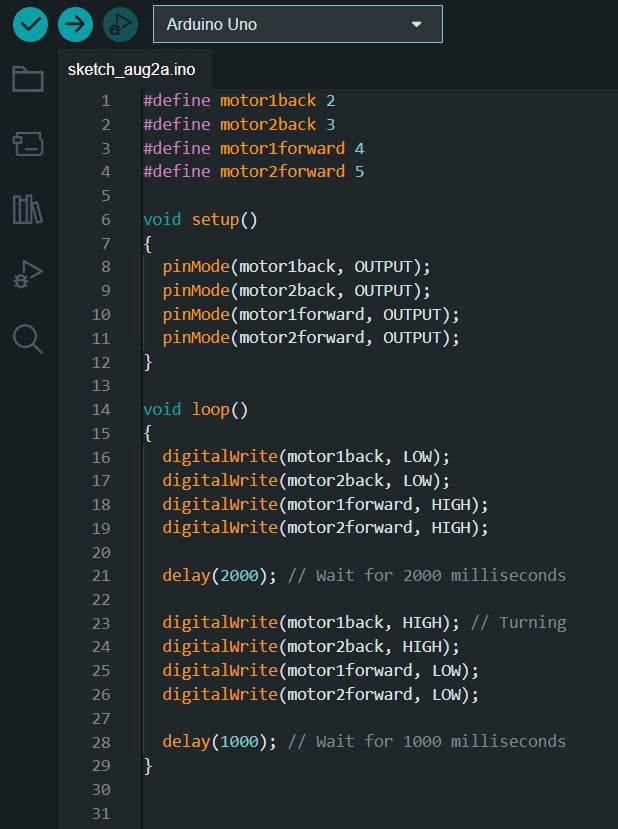 Arduino Uno
sketch_aug2a.ino
1 #define motor1back 2
2 #define motor2back 3
3 #define motor1forward 4
4 #define motor2forward 5
5
6 void setup()
7 {
8   pinMode(motor1back, OUTPUT);
9   pinMode(motor2back, OUTPUT);
10   pinMode(motor1forward, OUTPUT);
11   pinMode(motor2forward, OUTPUT);
12 }
13
14 void loop()
15 {
16   digitalWrite(motor1back, LOW);
17   digitalWrite(motor2back, LOW);
18   digitalWrite(motor1forward, HIGH);
19   digitalWrite(motor2forward, HIGH);
20
21   delay(2000); // Wait for 2000 milliseconds
22
23   digitalWrite(motor1back, HIGH); // Turning
24   digitalWrite(motor2back, HIGH);
25   digitalWrite(motor1forward, LOW);
26   digitalWrite(motor2forward, LOW);
27
28   delay(1000); // Wait for 1000 milliseconds
29 }
30
31